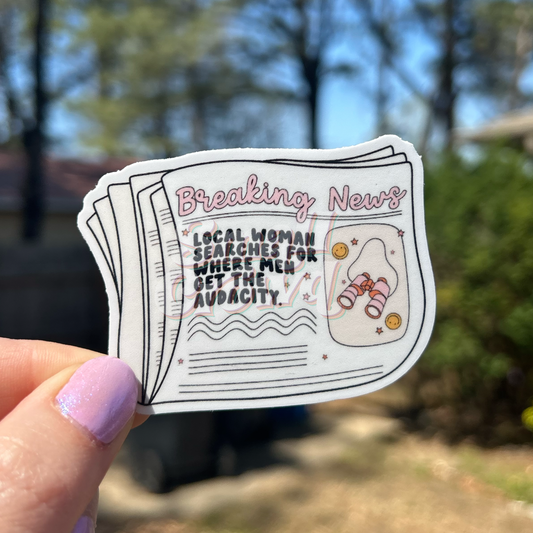 Breaking News
LOCAL WOMAN
SEARCHES FOR
WHERE MEN
GET THE
AUDACITY.